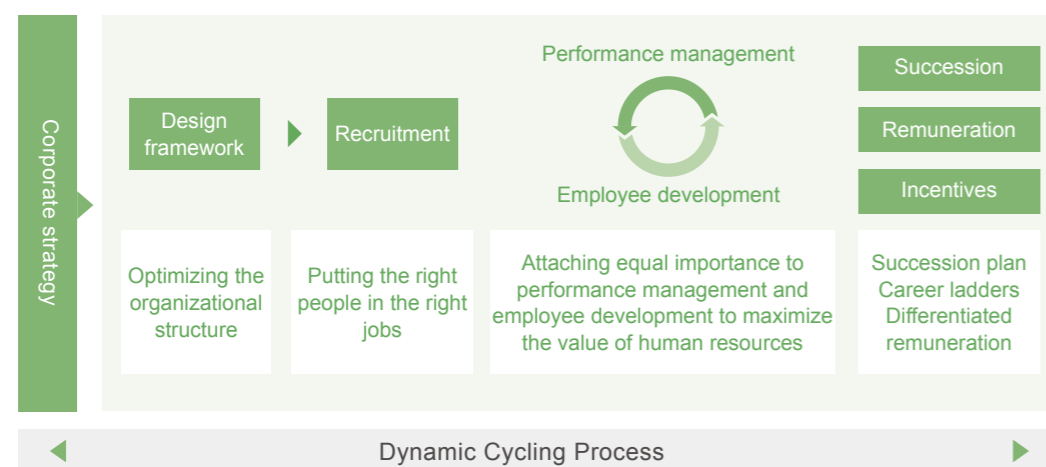 Corporate strategy
Design
framework
Recruitment
Performance management
Employee development
Succession
Remuneration
Incentives
Optimizing the
organizational
structure
Putting the right
people in the right
jobs
Attaching equal importance to
performance management and
employee development to maximize
the value of human resources
Succession plan
Career ladders
Differentiated
remuneration
Dynamic Cycling Process